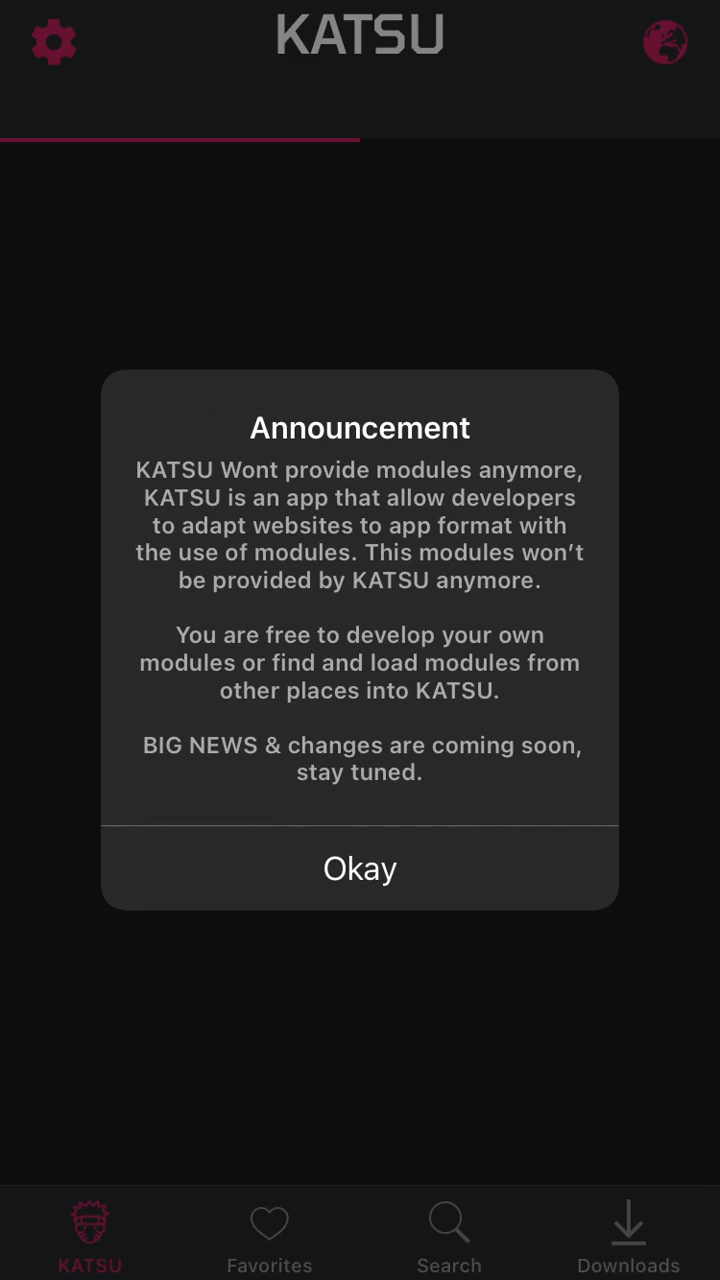 KATSU
Announcement
KATSU Wont provide modules anymore,
KATSU is an app that allow developers
to adapt websites to app format with
the use of modules. This modules won’t
be provided by KATSU anymore.
You are free to develop your own
modules or find and load modules from
other places into KATSU.
BIG NEWS & changes are coming soon,
stay tuned.
Okay
KATSU Favorites Search Downloads